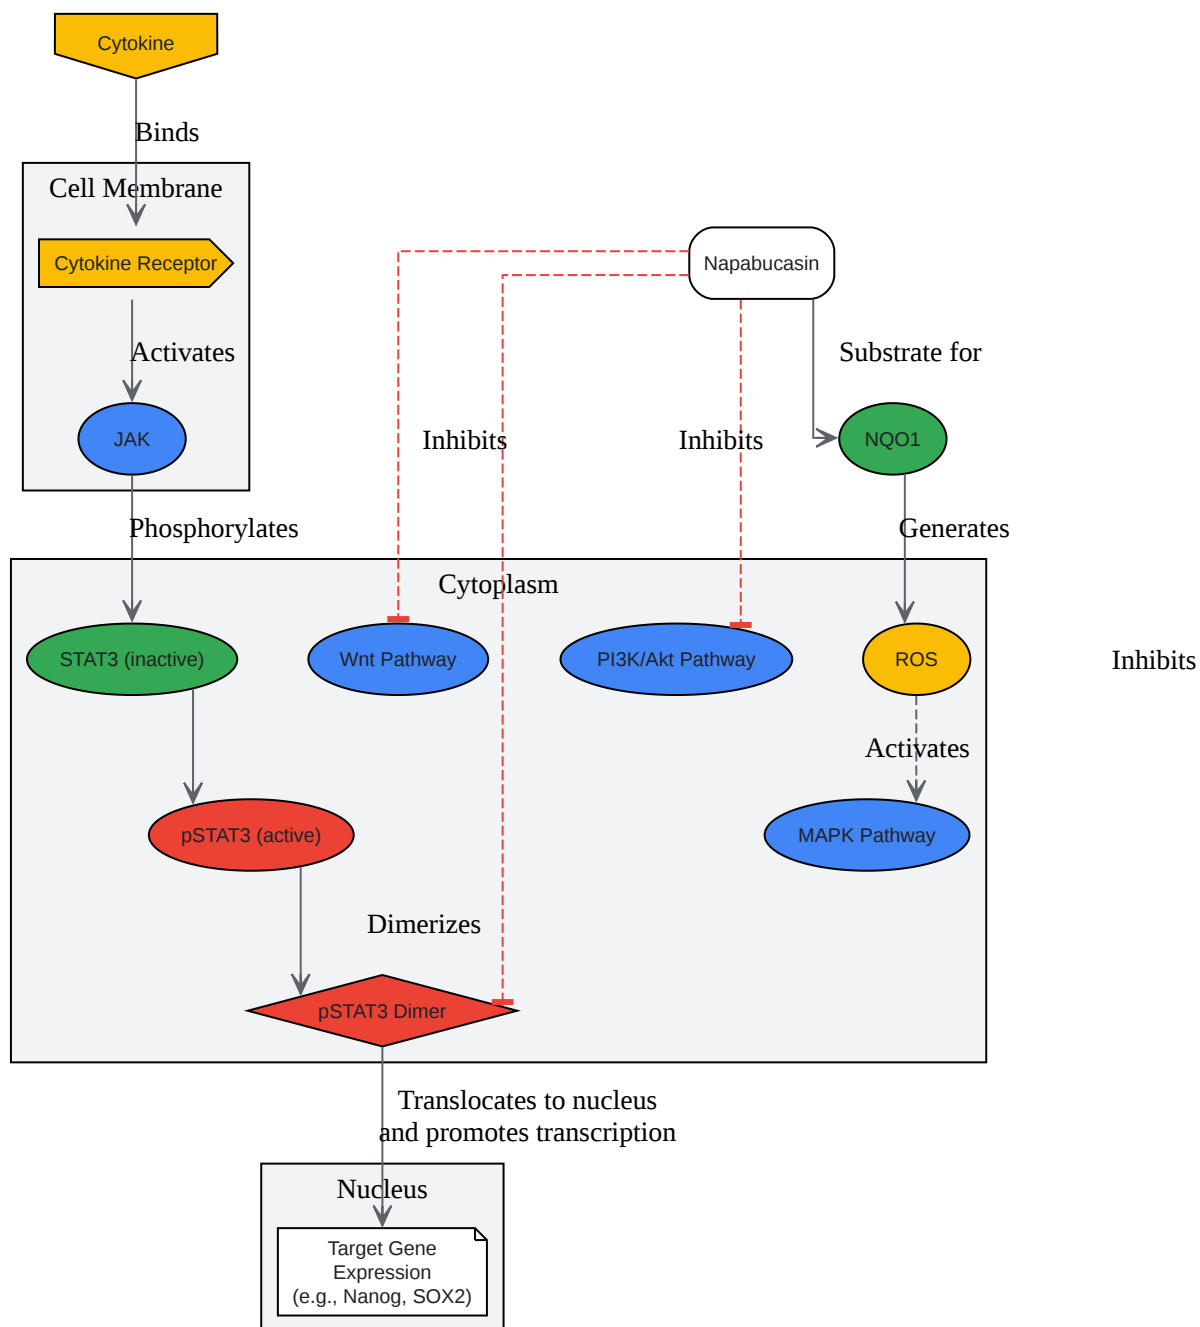 Cytokine
Binds
Cell Membrane
Cytokine Receptor
Napabucasin
Activates
Substrate for
JAK
Inhibits
Inhibits
NQO1
Phosphorylates
Generates
Cytoplasm
STAT3 (inactive)
Wnt Pathway
PI3K/Akt Pathway
ROS
Inhibits
Activates
pSTAT3 (active)
MAPK Pathway
Dimerizes
pSTAT3 Dimer
Translocates to nucleus
and promotes transcription
Nucleus
Target Gene
Expression
(e.g., Nanog, SOX2)